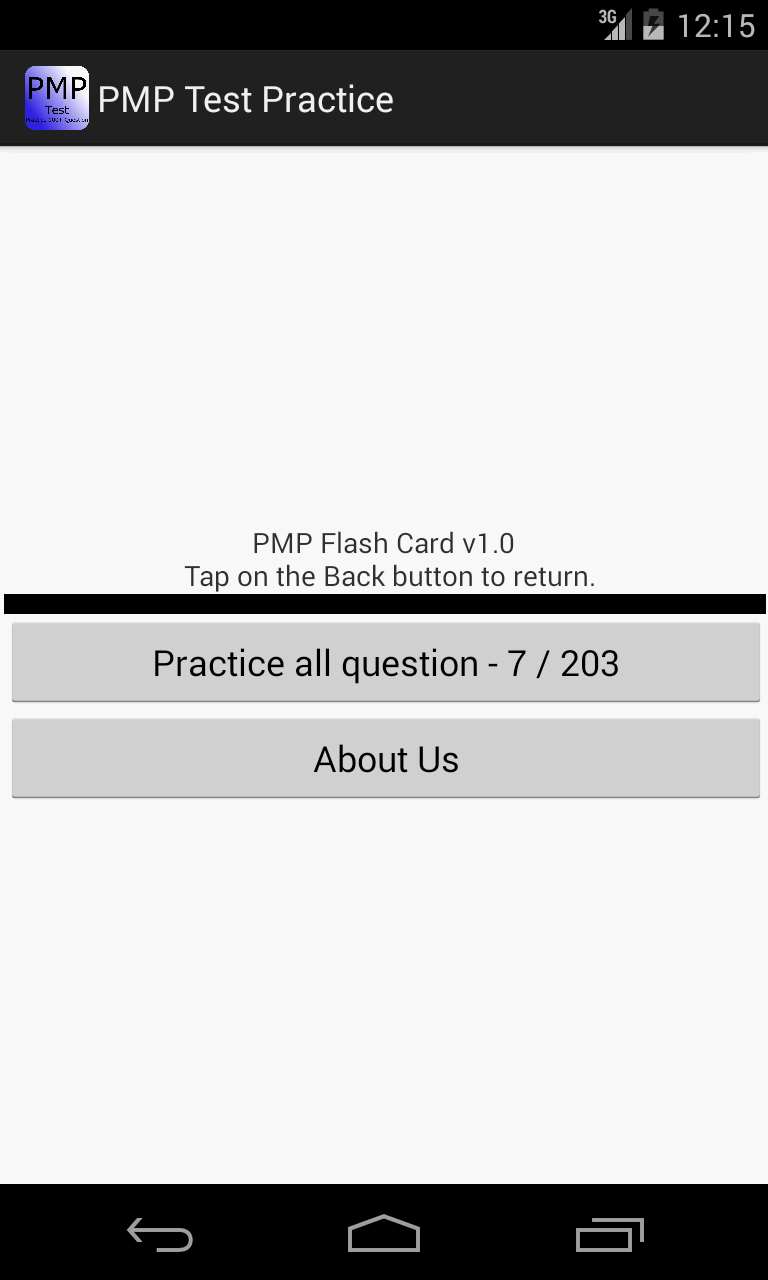 3G 12:15
PMP
Test
PMP Test Practice
PMP Flash Card v1.0
Tap on the Back button to return.
Practice all question - 7 / 203
About Us